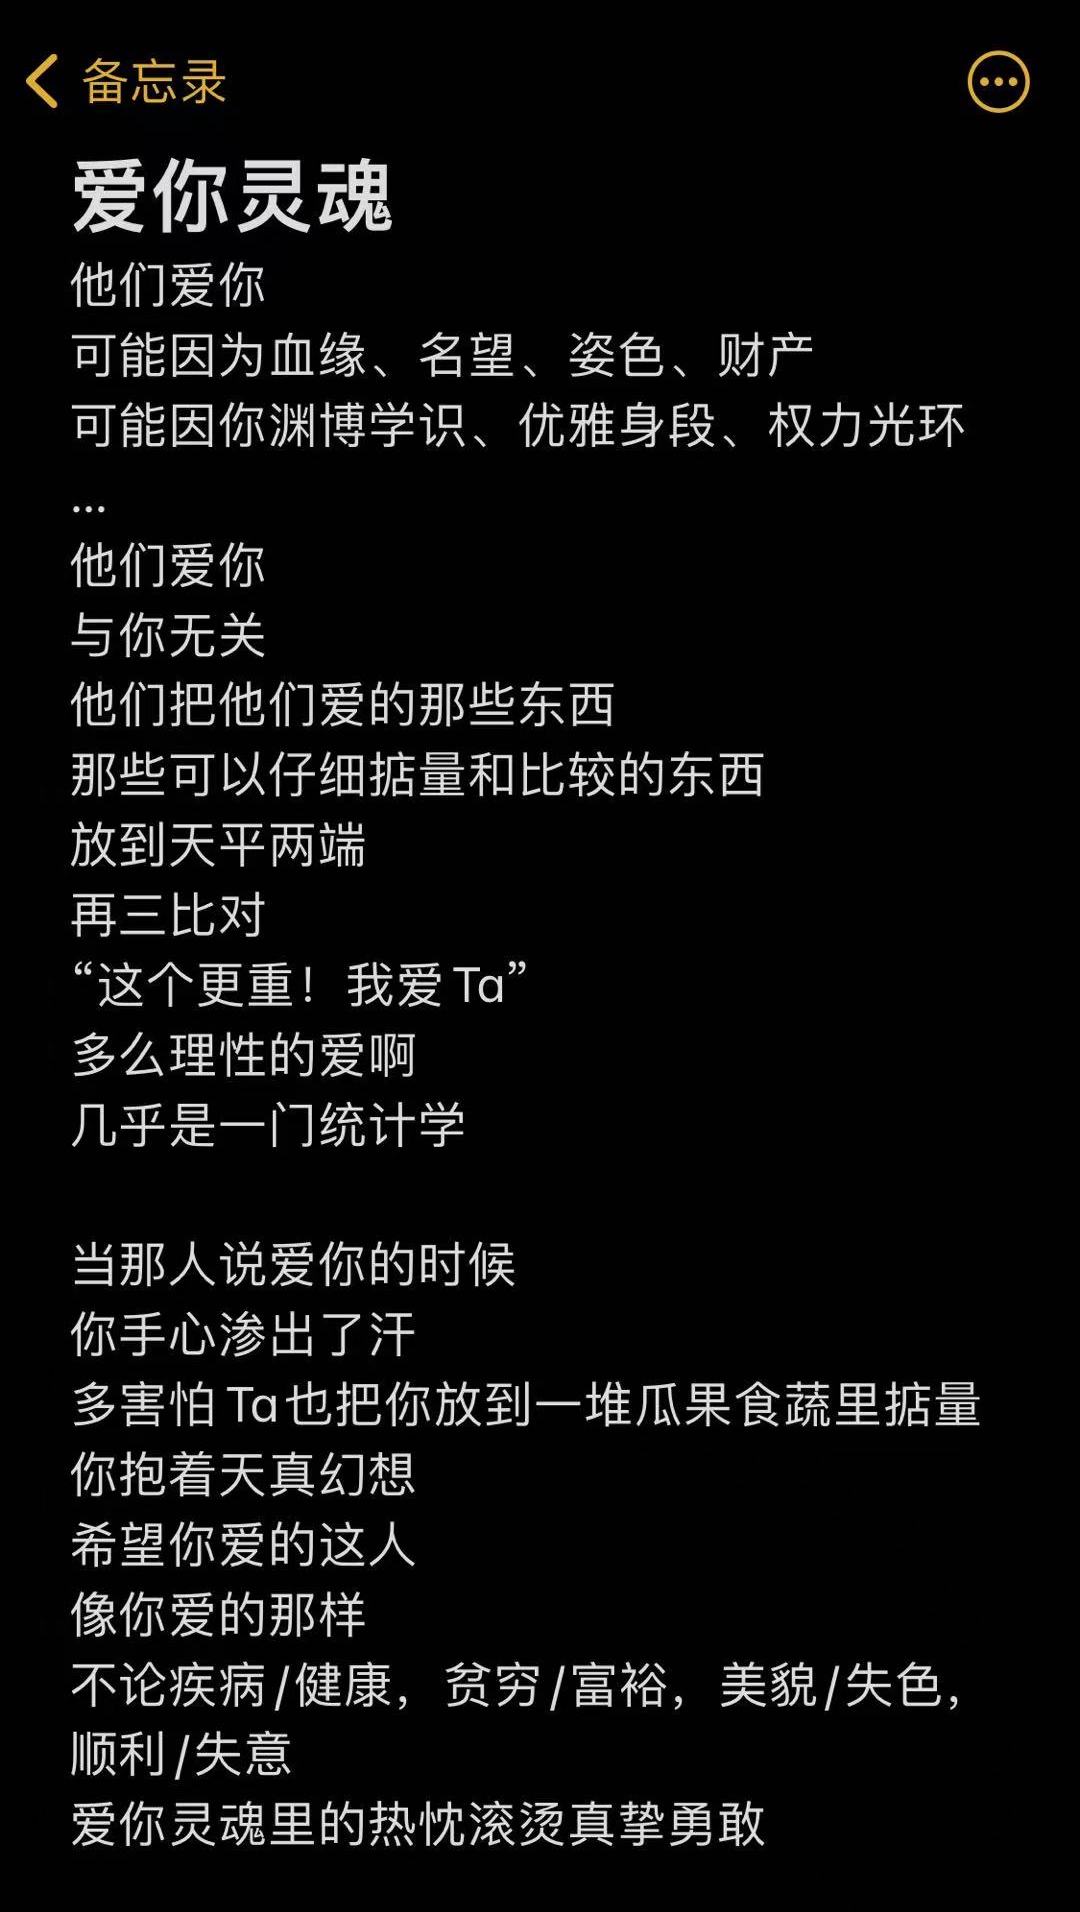 备忘录
爱你灵魂
他们爱你
可能因为血缘、名望、姿色、财产
可能因你渊博学识、优雅身段、权力光环
...
他们爱你
与你无关
他们把他们爱的那些东西
那些可以仔细掂量和比较的东西
放到天平两端
再三比对
“这个更重！我爱Ta”
多么理性的爱啊
几乎是一门统计学
当那人说爱你的时候
你手心渗出了汗
多害怕Ta也把你放到一堆瓜果食蔬里掂量
你抱着天真幻想
希望你爱的这人
像你爱的那样
不论疾病/健康，贫穷/富裕，美貌/失色，
顺利/失意
爱你灵魂里的热忱滚烫真挚勇敢